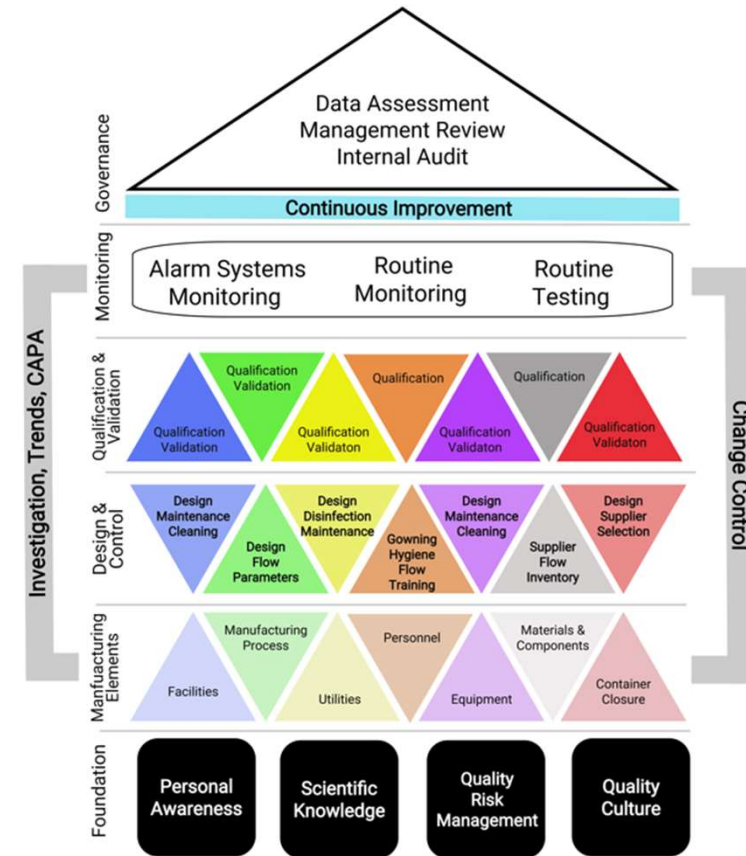 Data Assessment
Management Review
Internal Audit
Governance
Continuous Improvement
Monitoring
Alarm Systems
Monitoring
Routine
Monitoring
Routine
Testing
Investigation, Trends, CAPA
Change Control
Qualification &
Validation
Qualification
Validation
Qualification
Validation
Qualification
Validaton
Qualification
Qualification
Validaton
Qualification
Qualification
Validaton
Design &
Control
Design
Maintenance
Cleaning
Design
Flow
Parameters
Design
Disinfection
Maintenance
Gowning
Hygiene
Flow
Training
Design
Maintenance
Cleaning
Supplier
Flow
Inventory
Design
Supplier
Selection
Manfuacturing
Elements
Facilities
Manufacturing
Process
Utilities
Personnel
Equipment
Materials &
Components
Container
Closure
Foundation
Personal
Awareness
Scientific
Knowledge
Quality
Risk
Management
Quality
Culture